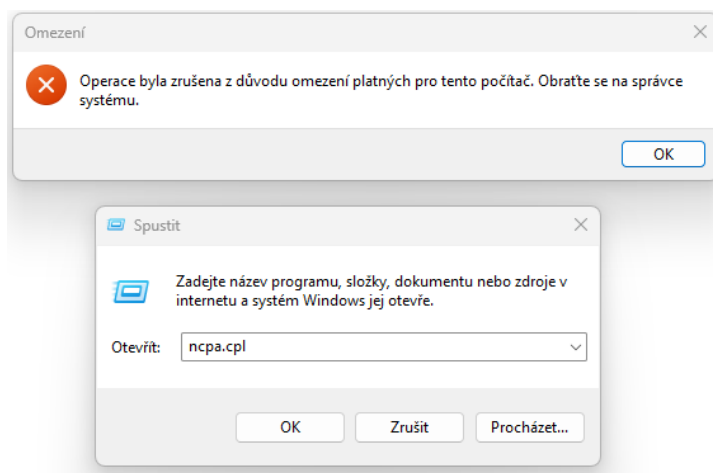 Omezení
Operace byla zrušena z důvodu omezení platných pro tento počítač. Obraťte se na správce
systému.
OK
Spustit
Zadejte název programu, složky, dokumentu nebo zdroje v
internetu a systém Windows jej otevře.
Otevřít: ncpa.cpl
OK Zrušit Procházet...